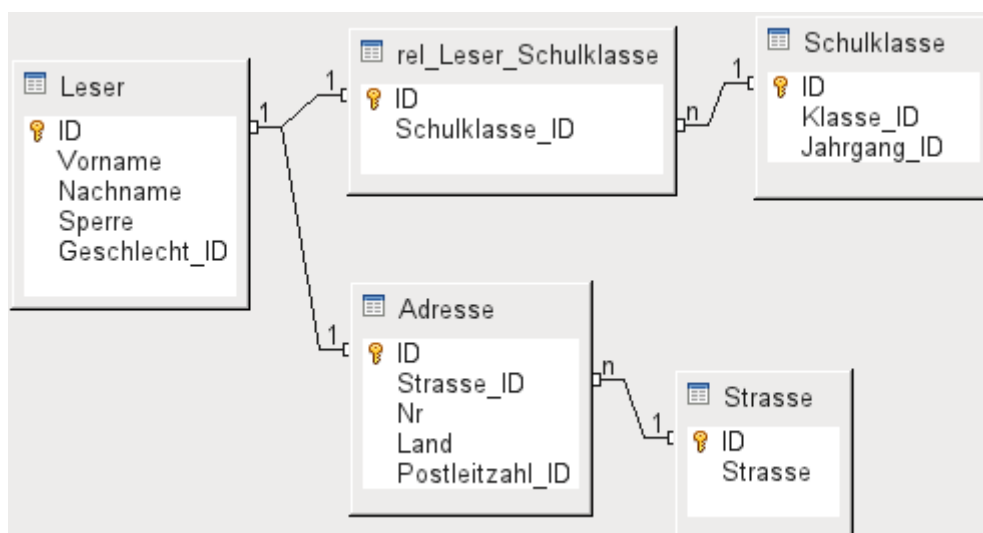 Leser
ID
Vorname
Nachname
Sperre
Geschlecht_ID
1
1
rel_Leser_Schulklasse
ID
Schulklasse_ID
n
1
Schulklasse
ID
Klasse_ID
Jahrgang_ID
1
Adresse
ID
Strasse_ID
Nr
Land
Postleitzahl_ID
n
1
Strasse
ID
Strasse